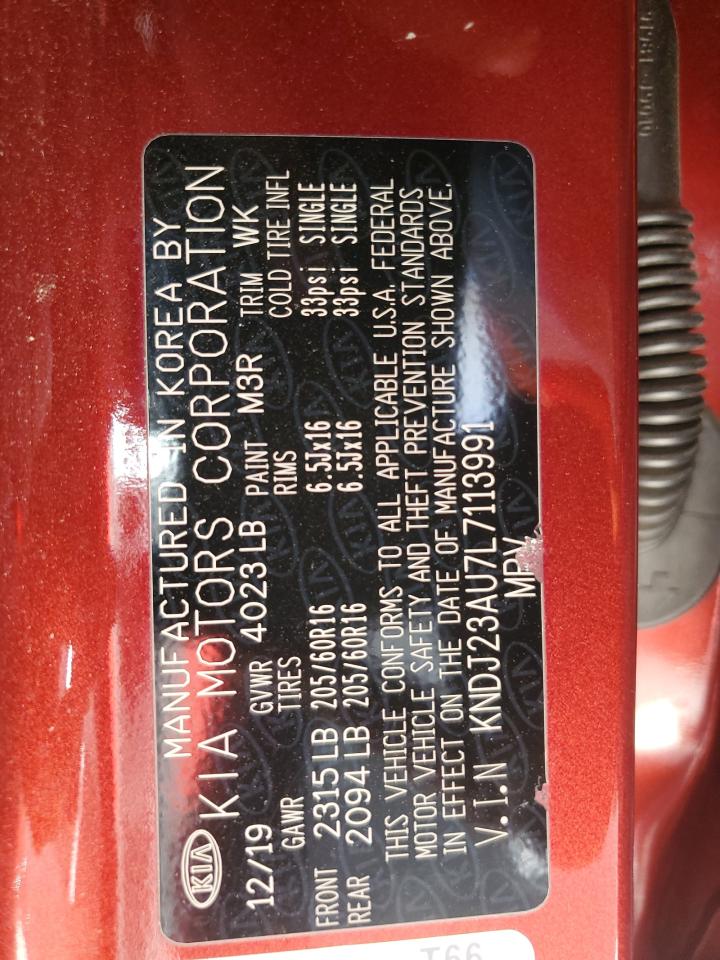 KIA
MANUFACTURED IN KOREA BY
KIA MOTORS CORPORATION
12/19 GVWR 4023 LB PAINT M3R TRIM WK
GAWR TIRES RIMS COLD TIRE INFL
FRONT 2315 LB 205/60R16 6.5Jx16 33psi SINGLE
REAR 2094 LB 205/60R16 6.5Jx16 33psi SINGLE
THIS VEHICLE CONFORMS TO ALL APPLICABLE U.S.A. FEDERAL
MOTOR VEHICLE SAFETY AND THEFT PREVENTION STANDARDS
IN EFFECT ON THE DATE OF MANUFACTURE SHOWN ABOVE.
V.I.N KNDJ23AU7L7113991
MPV